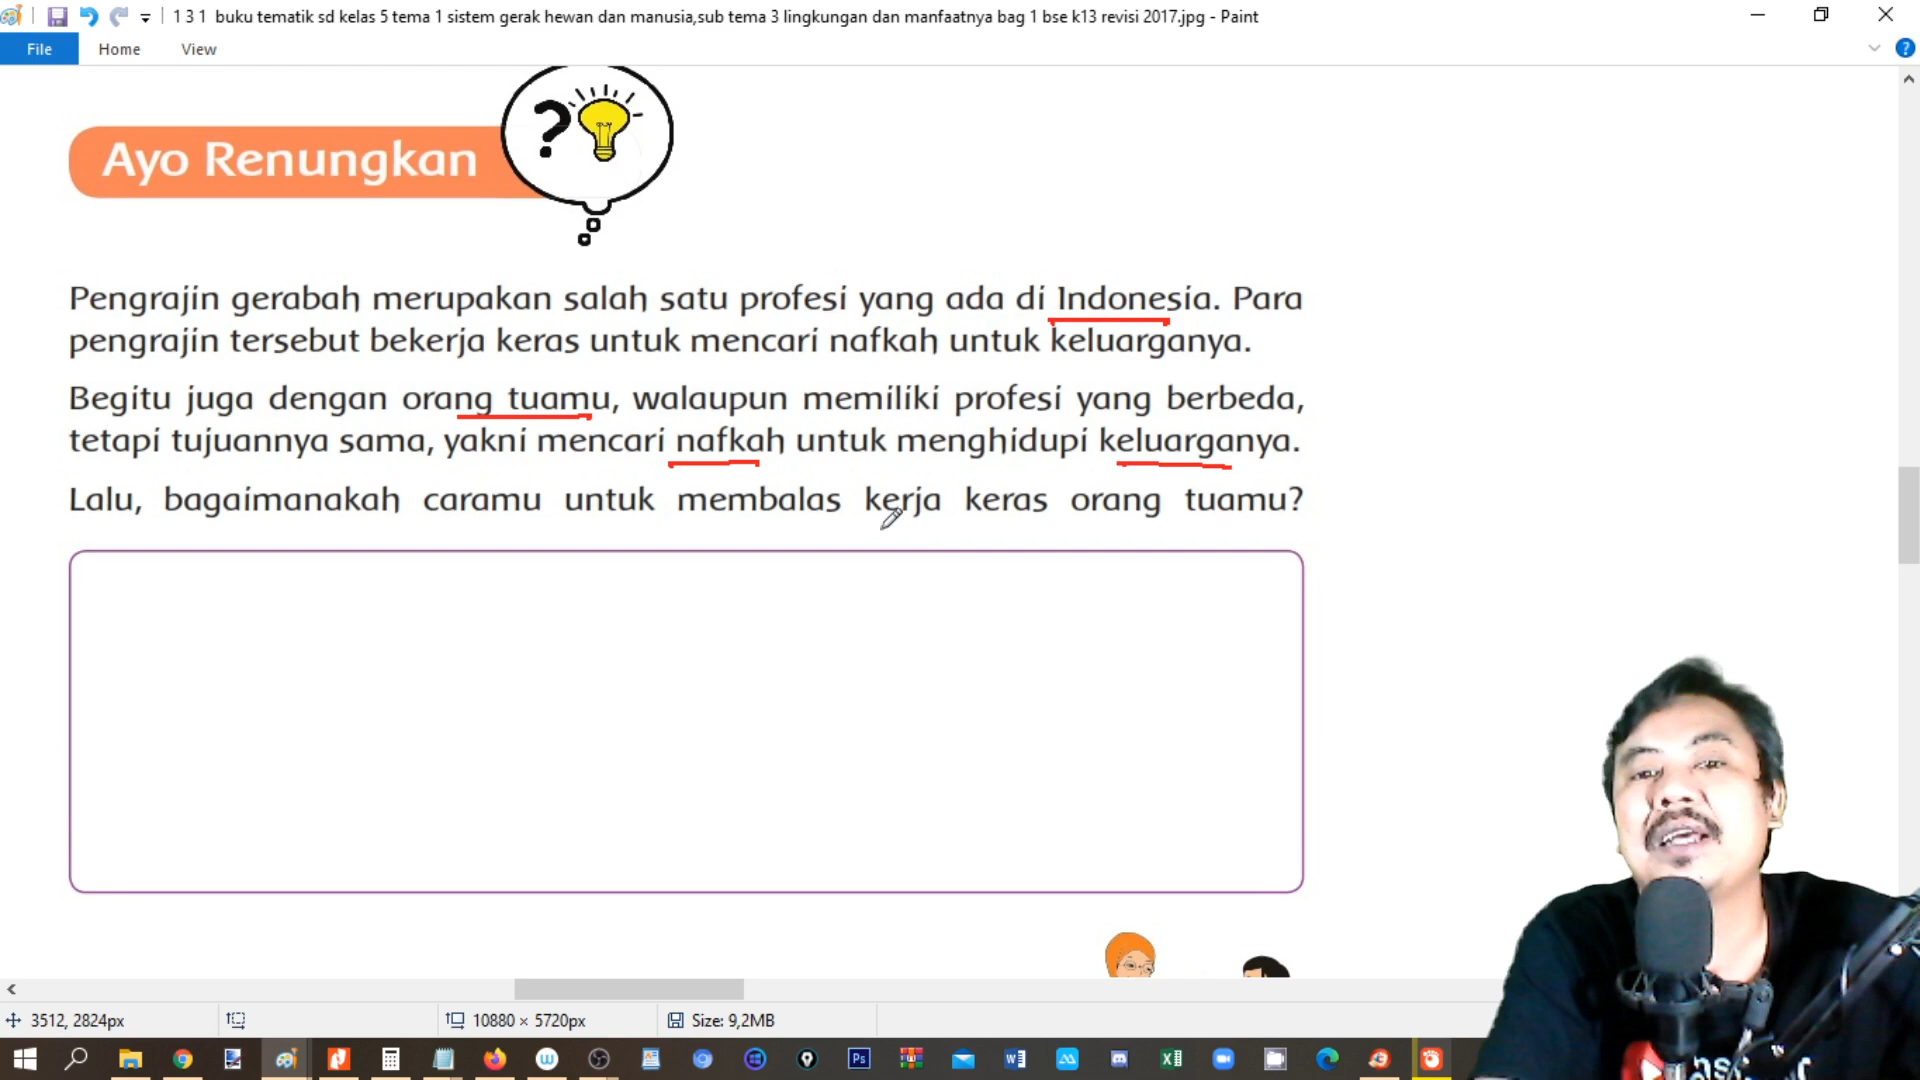 1 3 1 buku tematik sd kelas 5 tema 1 sistem gerak hewan dan manusia,sub tema 3 lingkungan dan manfaatnya bag 1 bse k13 revisi 2017.jpg - Paint
File Home View
?
Ayo Renungkan
Pengrajin gerabah merupakan salah satu profesi yang ada di Indonesia. Para
pengrajin tersebut bekerja keras untuk mencari nafkah untuk keluarganya.
Begitu juga dengan orang tuamu, walaupun memiliki profesi yang berbeda,
tetapi tujuannya sama, yakni mencari nafkah untuk menghidupi keluarganya.
Lalu, bagaimanakah caramu untuk membalas kerja keras orang tuamu?
3512, 2824px 10880 × 5720px Size: 9,2MB
Ps